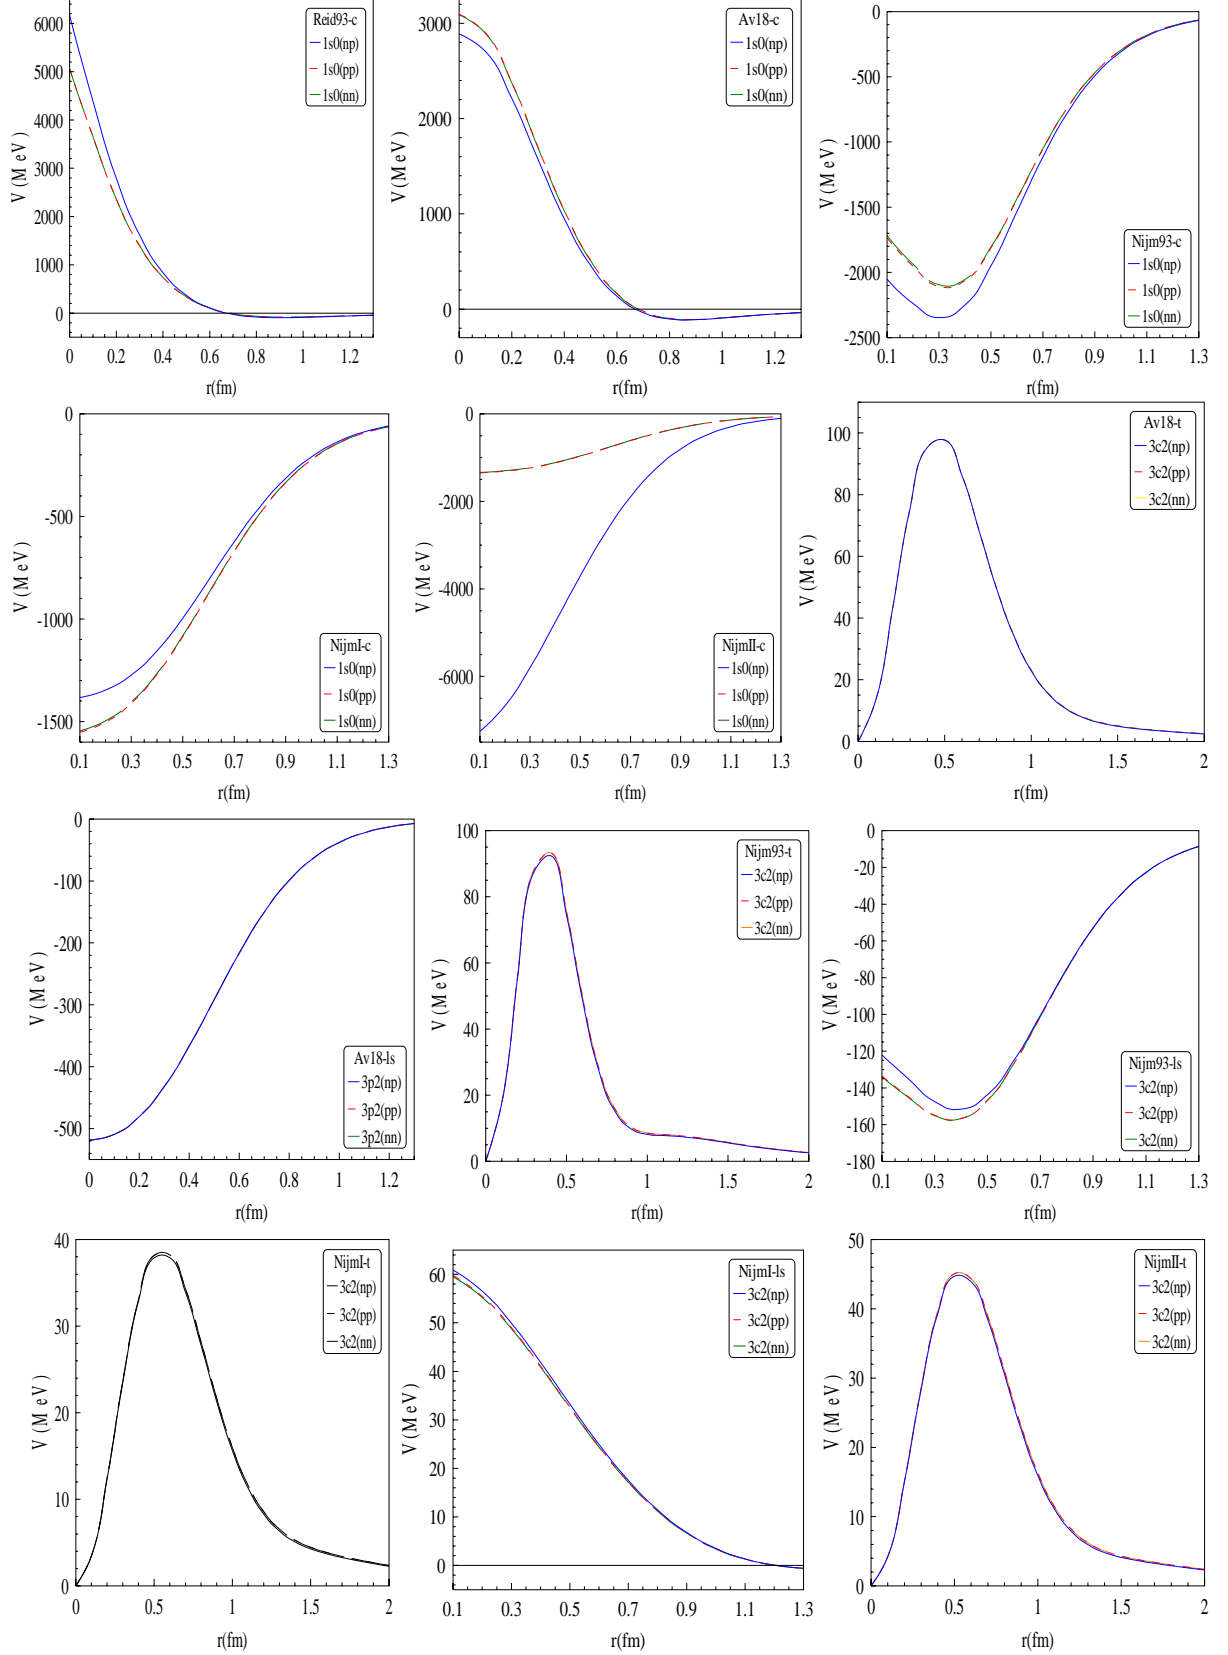 Reid93-c
1s0(np)
1s0(pp)
1s0(nn)
V (M eV)
6000
5000
4000
3000
2000
1000
0
0 0.2 0.4 0.6 0.8 1 1.2
r(fm)
Av18-c
1s0(np)
1s0(pp)
1s0(nn)
V (M eV)
3000
2000
1000
0
0 0.2 0.4 0.6 0.8 1 1.2
r(fm)
Nijm93-c
1s0(np)
1s0(pp)
1s0(nn)
V (M eV)
0
-500
-1000
-1500
-2000
-2500
0.1 0.3 0.5 0.7 0.9 1.1 1.3
r(fm)
NijmI-c
1s0(np)
1s0(pp)
1s0(nn)
V (M eV)
0
-500
-1000
-1500
0.1 0.3 0.5 0.7 0.9 1.1 1.3
r(fm)
NijmII-c
1s0(np)
1s0(pp)
1s0(nn)
V (M eV)
0
-2000
-4000
-6000
0.1 0.3 0.5 0.7 0.9 1.1 1.3
r(fm)
Av18-t
3c2(np)
3c2(pp)
3c2(nn)
V (M eV)
100
80
60
40
20
0
0 0.5 1 1.5 2
r(fm)
Av18-ls
3p2(np)
3p2(pp)
3p2(nn)
V (M eV)
0
-100
-200
-300
-400
-500
0 0.2 0.4 0.6 0.8 1 1.2
r(fm)
Nijm93-t
3c2(np)
3c2(pp)
3c2(nn)
V (M eV)
100
80
60
40
20
0
0 0.5 1 1.5 2
r(fm)
Nijm93-ls
3c2(np)
3c2(pp)
3c2(nn)
V (M eV)
0
-20
-40
-60
-80
-100
-120
-140
-160
-180
0.1 0.3 0.5 0.7 0.9 1.1 1.3
r(fm)
NijmI-t
3c2(np)
3c2(pp)
3c2(nn)
V (M eV)
40
30
20
10
0
0 0.5 1 1.5 2
r(fm)
NijmI-ls
3c2(np)
3c2(pp)
3c2(nn)
V (M eV)
60
50
40
30
20
10
0
0.1 0.3 0.5 0.7 0.9 1.1 1.3
r(fm)
NijmII-t
3c2(np)
3c2(pp)
3c2(nn)
V (M eV)
50
40
30
20
10
0
0 0.5 1 1.5 2
r(fm)